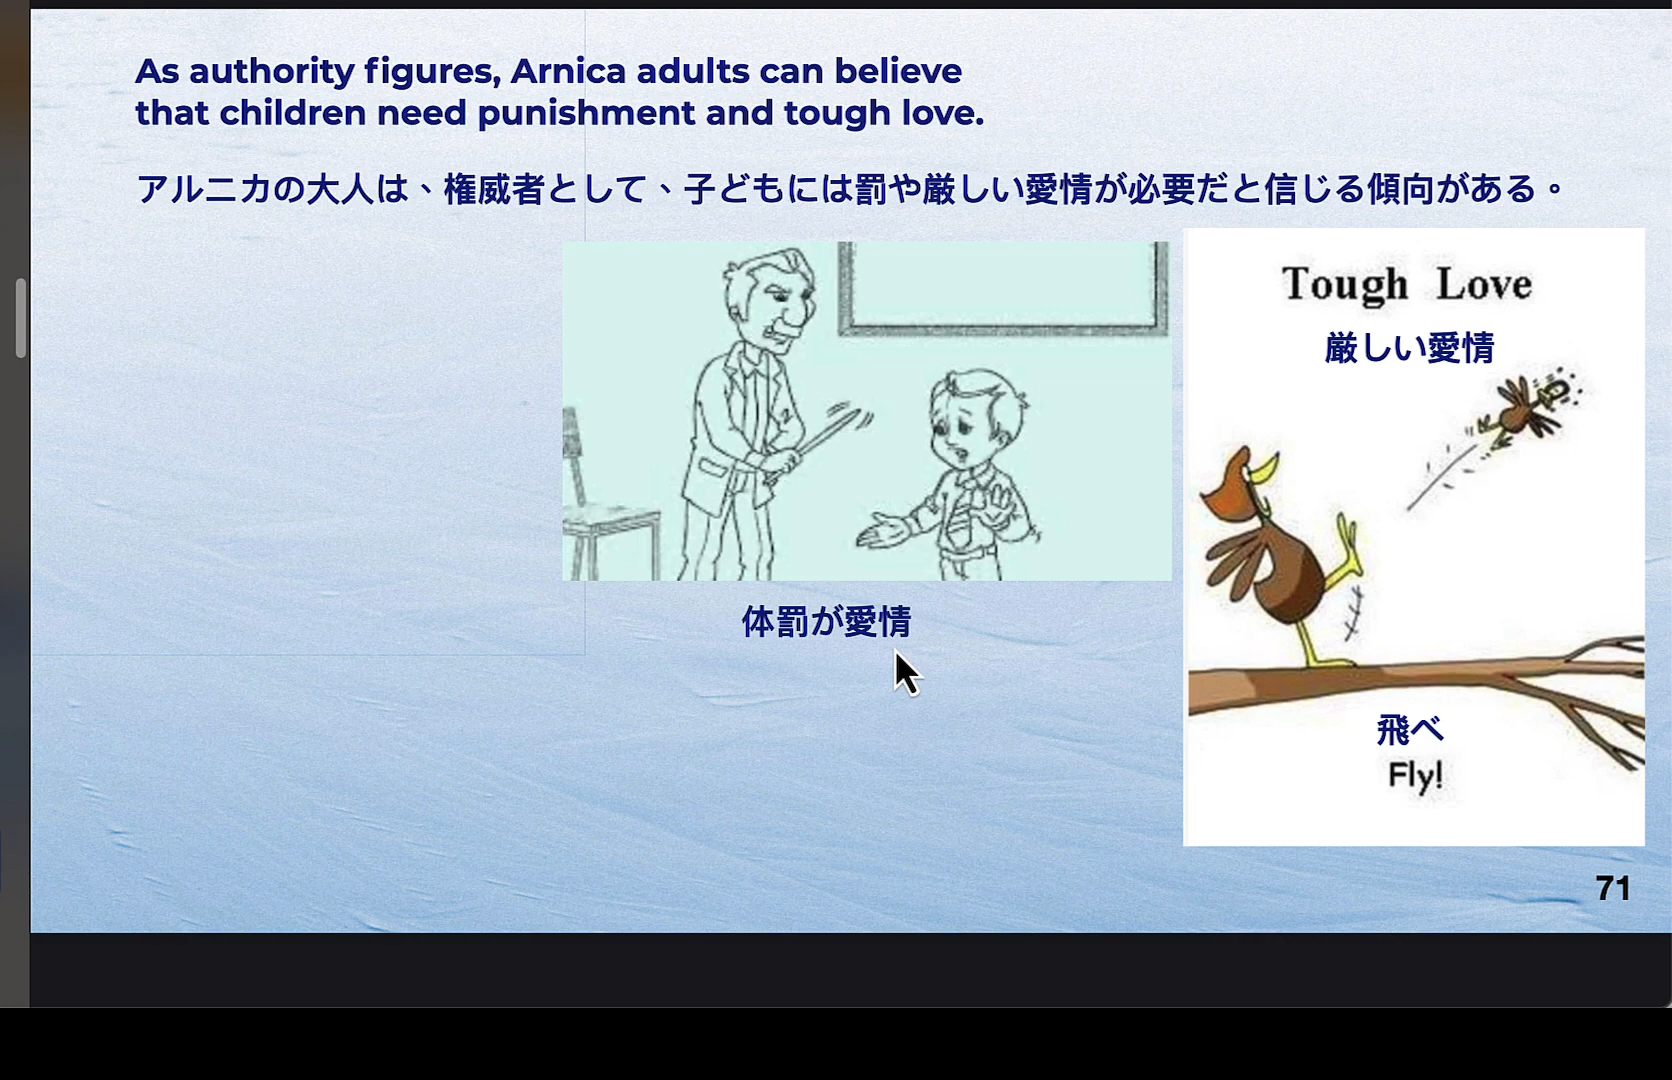 As authority figures, Arnica adults can believe
that children need punishment and tough love.
アルニカの大人は、権威者として、子どもには罰や厳しい愛情が必要だと信じる傾向がある。
Tough Love
厳しい愛情
体罰が愛情
飛べ
Fly!
71